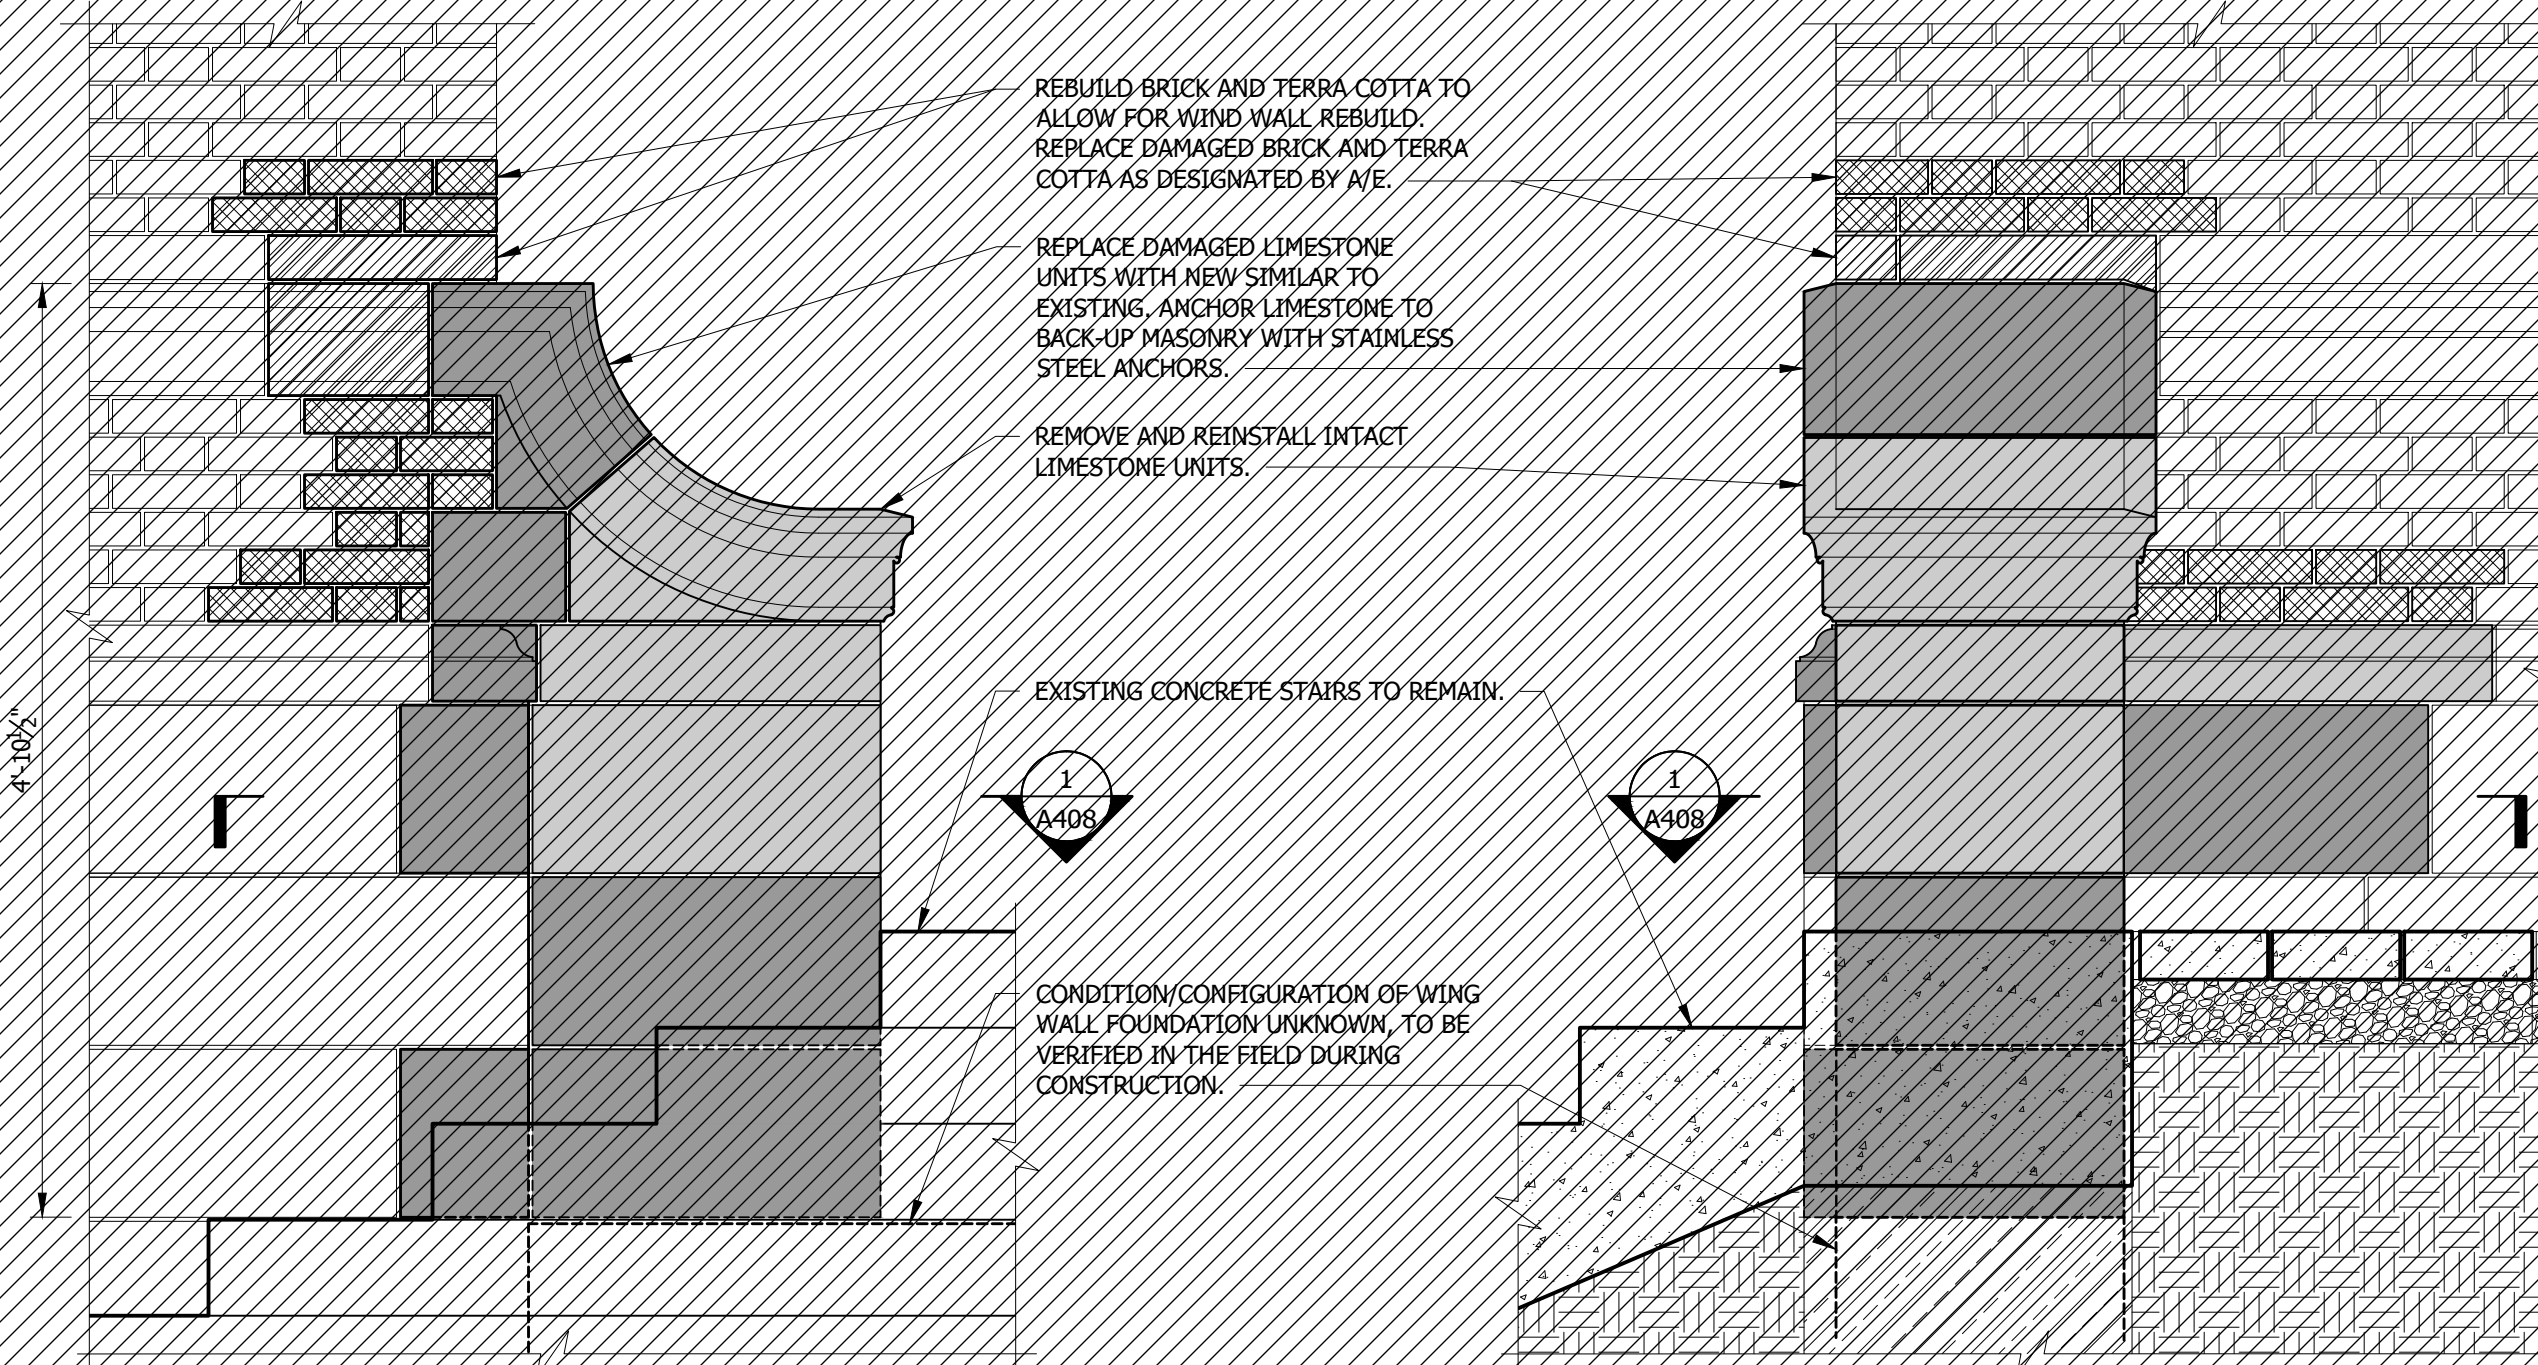 REBUILD BRICK AND TERRA COTTA TO
ALLOW FOR WIND WALL REBUILD.
REPLACE DAMAGED BRICK AND TERRA
COTTA AS DESIGNATED BY A/E.
REPLACE DAMAGED LIMESTONE
UNITS WITH NEW SIMILAR TO
EXISTING. ANCHOR LIMESTONE TO
BACK-UP MASONRY WITH STAINLESS
STEEL ANCHORS.
REMOVE AND REINSTALL INTACT
LIMESTONE UNITS.
EXISTING CONCRETE STAIRS TO REMAIN.
4'-10½"
1
A408
1
A408
CONDITION/CONFIGURATION OF WING
WALL FOUNDATION UNKNOWN, TO BE
VERIFIED IN THE FIELD DURING
CONSTRUCTION.